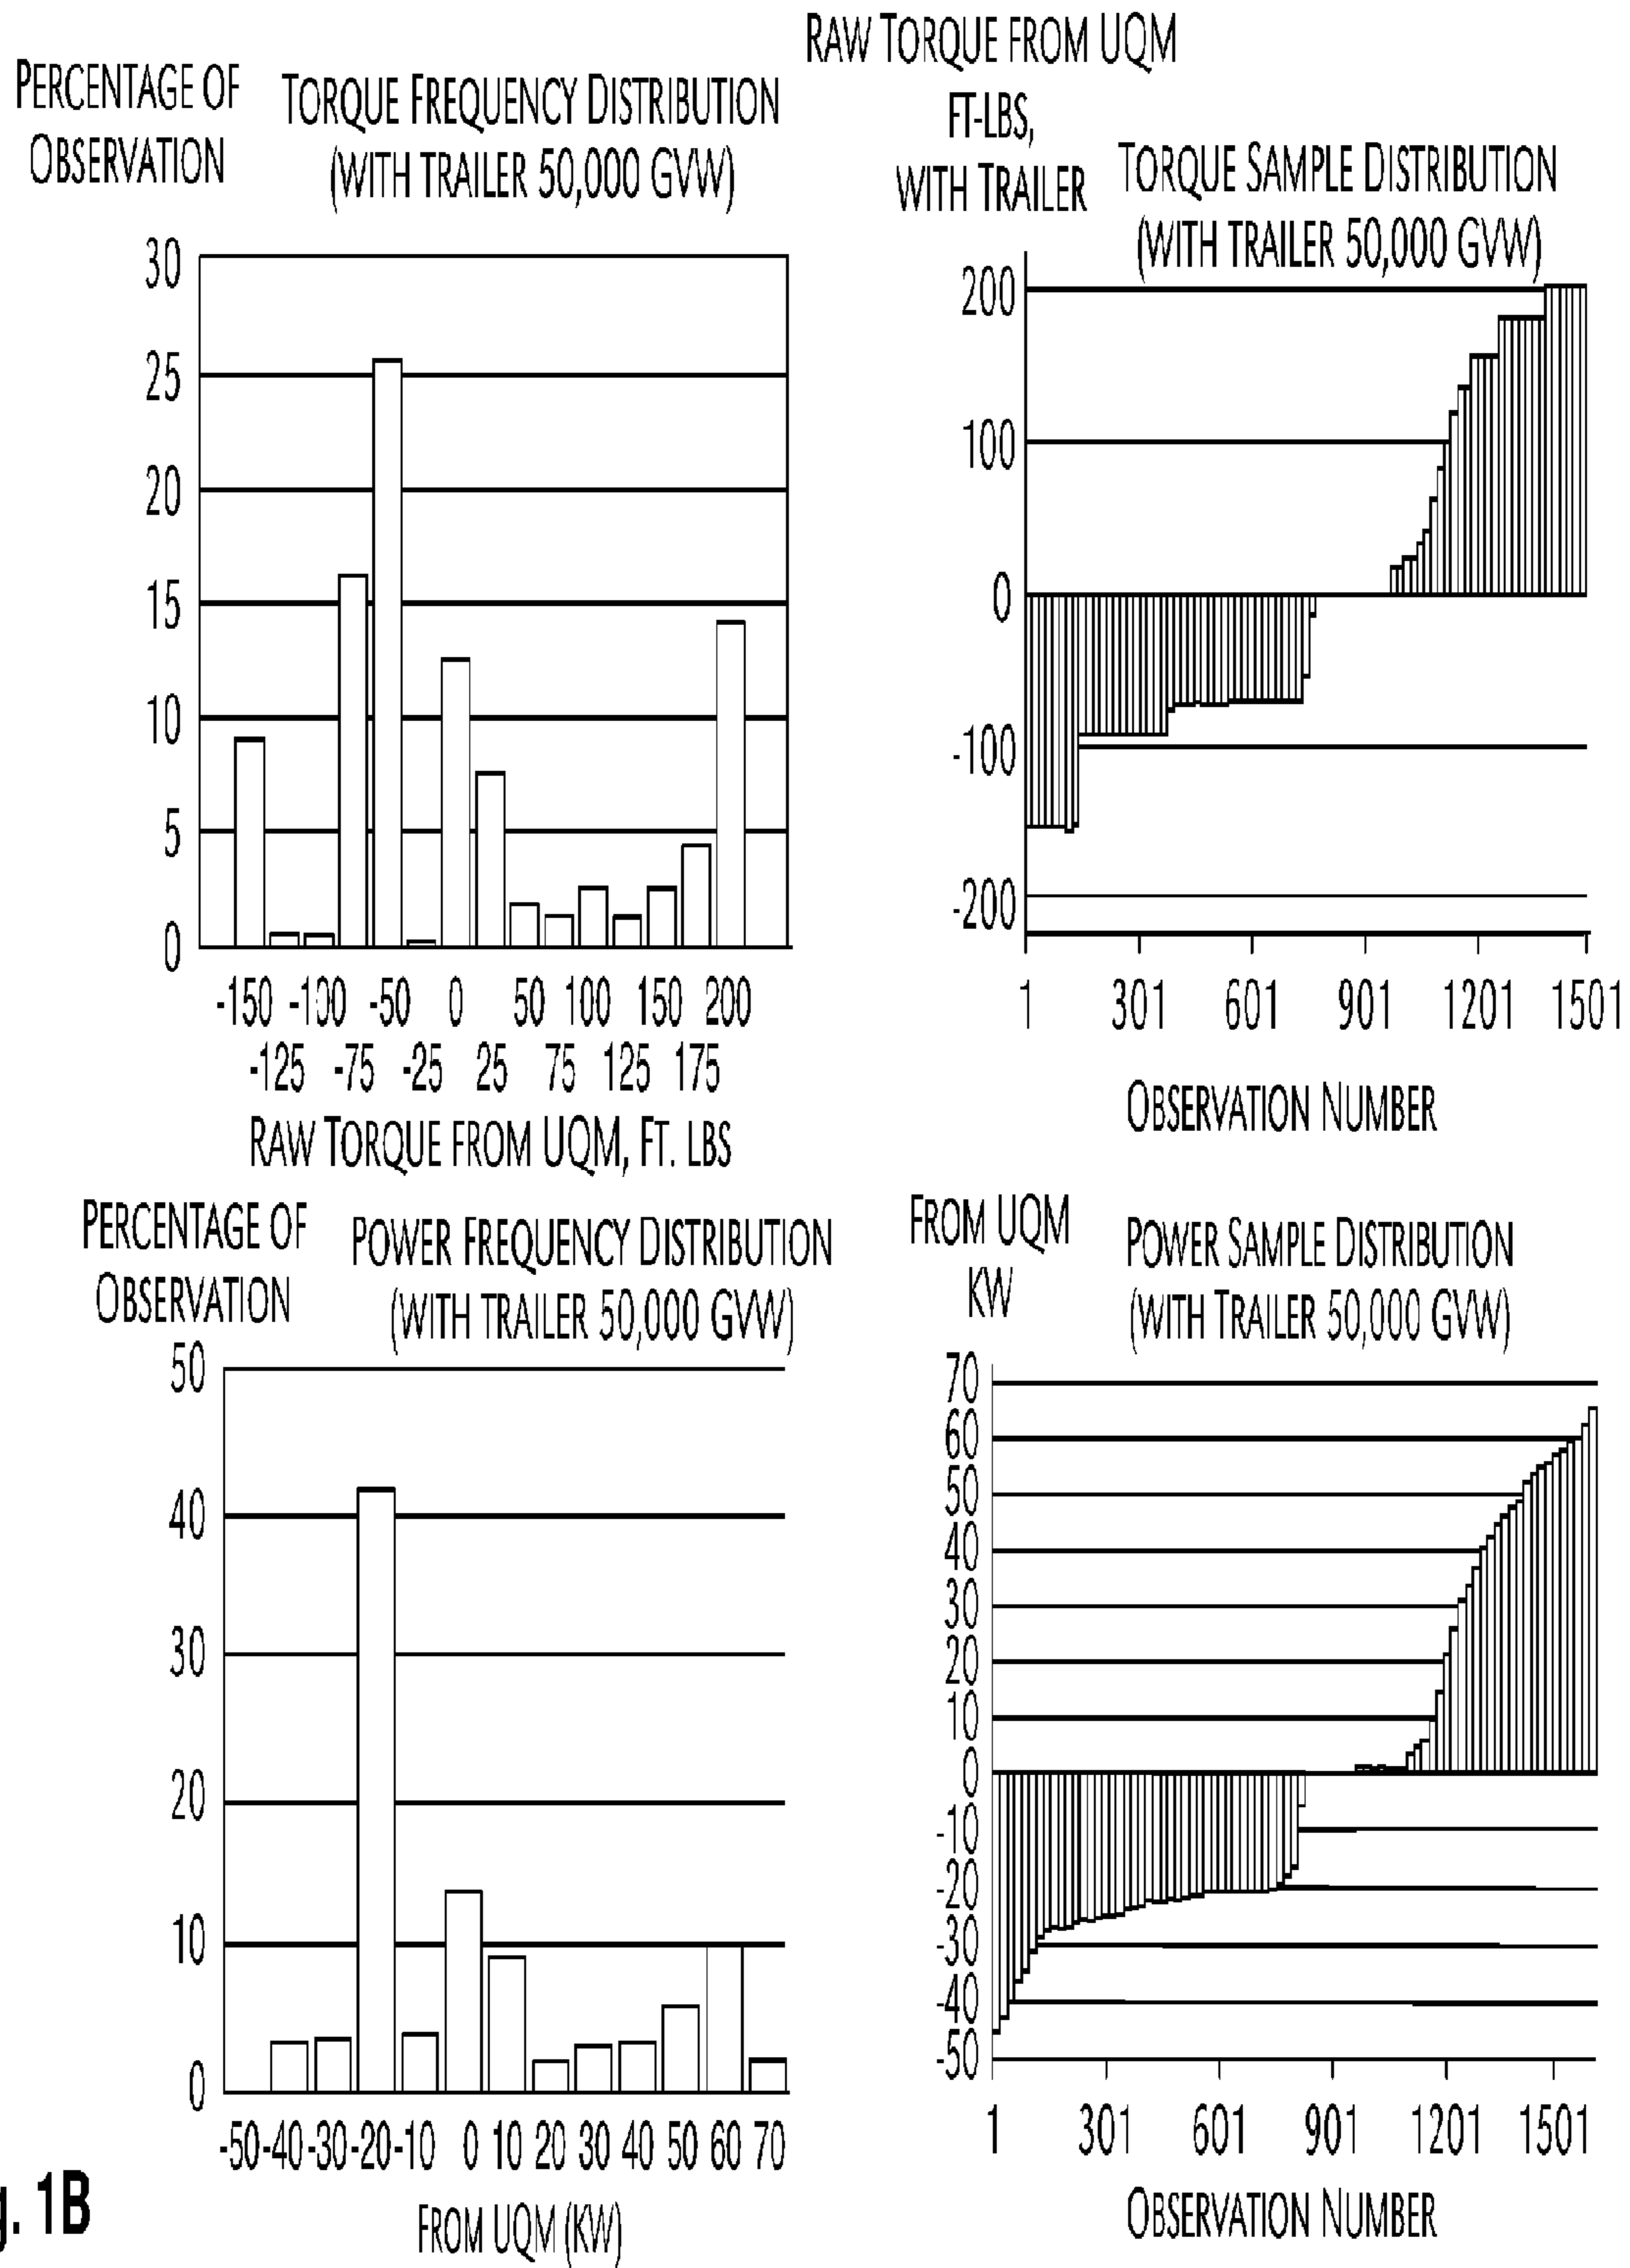 PERCENTAGE OF
OBSERVATION
TORQUE FREQUENCY DISTRIBUTION
(WITH TRAILER 50,000 GVW)
30
25
20
15
10
5
0
-150 -100 -50 0 50 100 150 200
-125 -75 -25 25 75 125 175
RAW TORQUE FROM UQM, FT. LBS
RAW TORQUE FROM UQM
FT-LBS,
WITH TRAILER
TORQUE SAMPLE DISTRIBUTION
(WITH TRAILER 50,000 GVW)
200
100
0
-100
-200
1 301 601 901 1201 1501
OBSERVATION NUMBER
PERCENTAGE OF
OBSERVATION
POWER FREQUENCY DISTRIBUTION
(WITH TRAILER 50,000 GVW)
50
40
30
20
10
0
-50-40-30-20-10 0 10 20 30 40 50 60 70
FROM UQM (KW)
FROM UQM
KW
POWER SAMPLE DISTRIBUTION
(WITH TRAILER 50,000 GVW)
70
60
50
40
30
20
10
0
-10
-20
-30
-40
-50
1 301 601 901 1201 1501
OBSERVATION NUMBER
1B